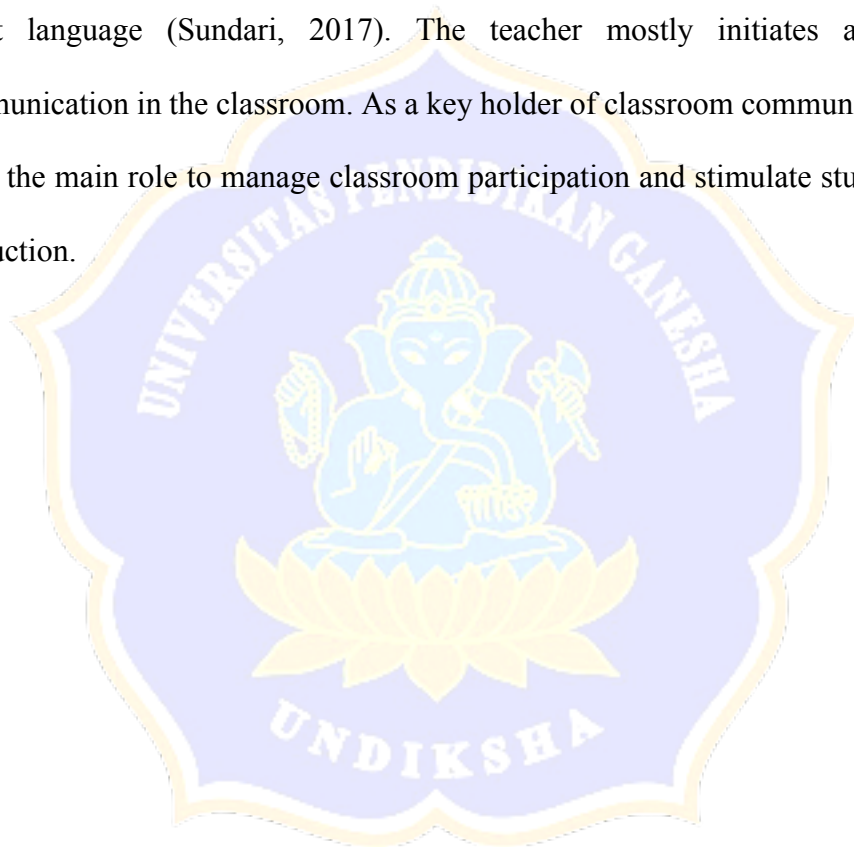 t language (Sundari, 2017). The teacher mostly initiates a
nunication in the classroom. As a key holder of classroom commun
the main role to manage classroom participation and stimulate stu
uction.
UNIVERSITAS PENDIDIKAN GANESHA
UNDIKSHA